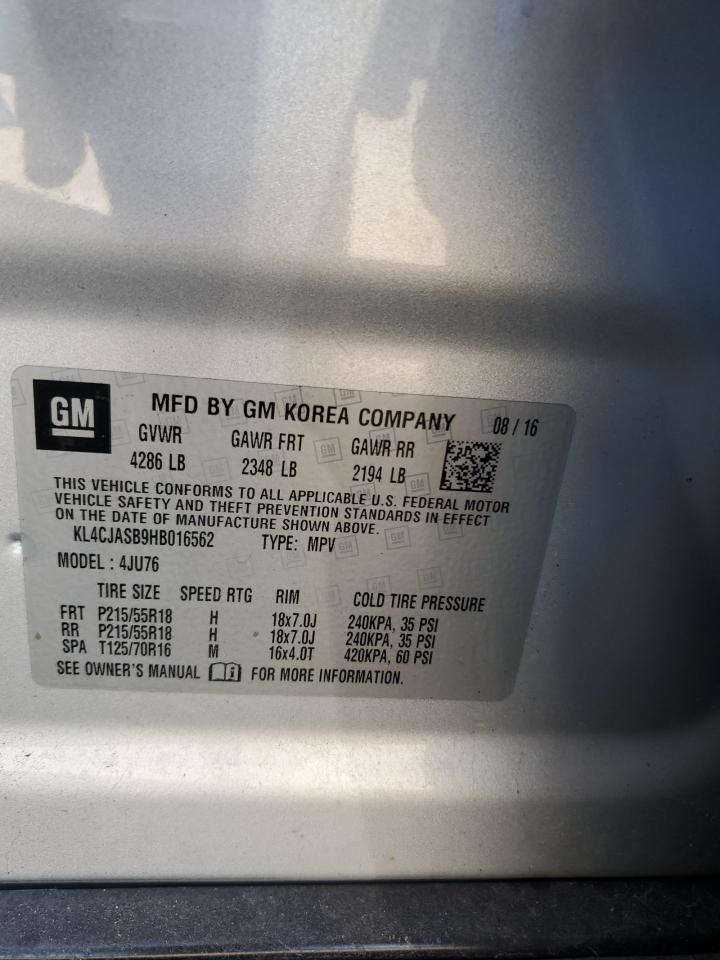 GM
MFD BY GM KOREA COMPANY 08 / 16
GVWR GAWR FRT GAWR RR
4286 LB 2348 LB 2194 LB
THIS VEHICLE CONFORMS TO ALL APPLICABLE U.S. FEDERAL MOTOR
VEHICLE SAFETY AND THEFT PREVENTION STANDARDS IN EFFECT
ON THE DATE OF MANUFACTURE SHOWN ABOVE.
KL4CJASB9HB016562 TYPE: MPV
MODEL : 4JU76
TIRE SIZE SPEED RTG RIM COLD TIRE PRESSURE
FRT P215/55R18 H 18x7.0J 240KPA, 35 PSI
RR P215/55R18 H 18x7.0J 240KPA, 35 PSI
SPA T125/70R16 M 16x4.0T 420KPA, 60 PSI
SEE OWNER'S MANUAL FOR MORE INFORMATION.